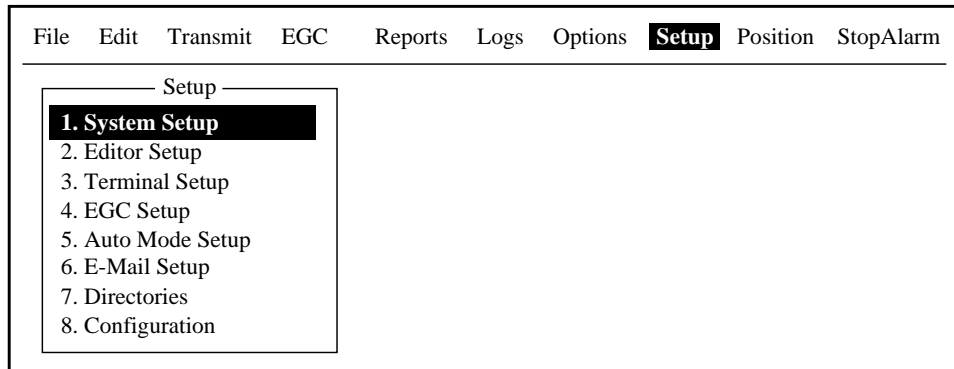 File Edit Transmit EGC Reports Logs Options Setup Position StopAlarm
Setup
1. System Setup
2. Editor Setup
3. Terminal Setup
4. EGC Setup
5. Auto Mode Setup
6. E-Mail Setup
7. Directories
8. Configuration